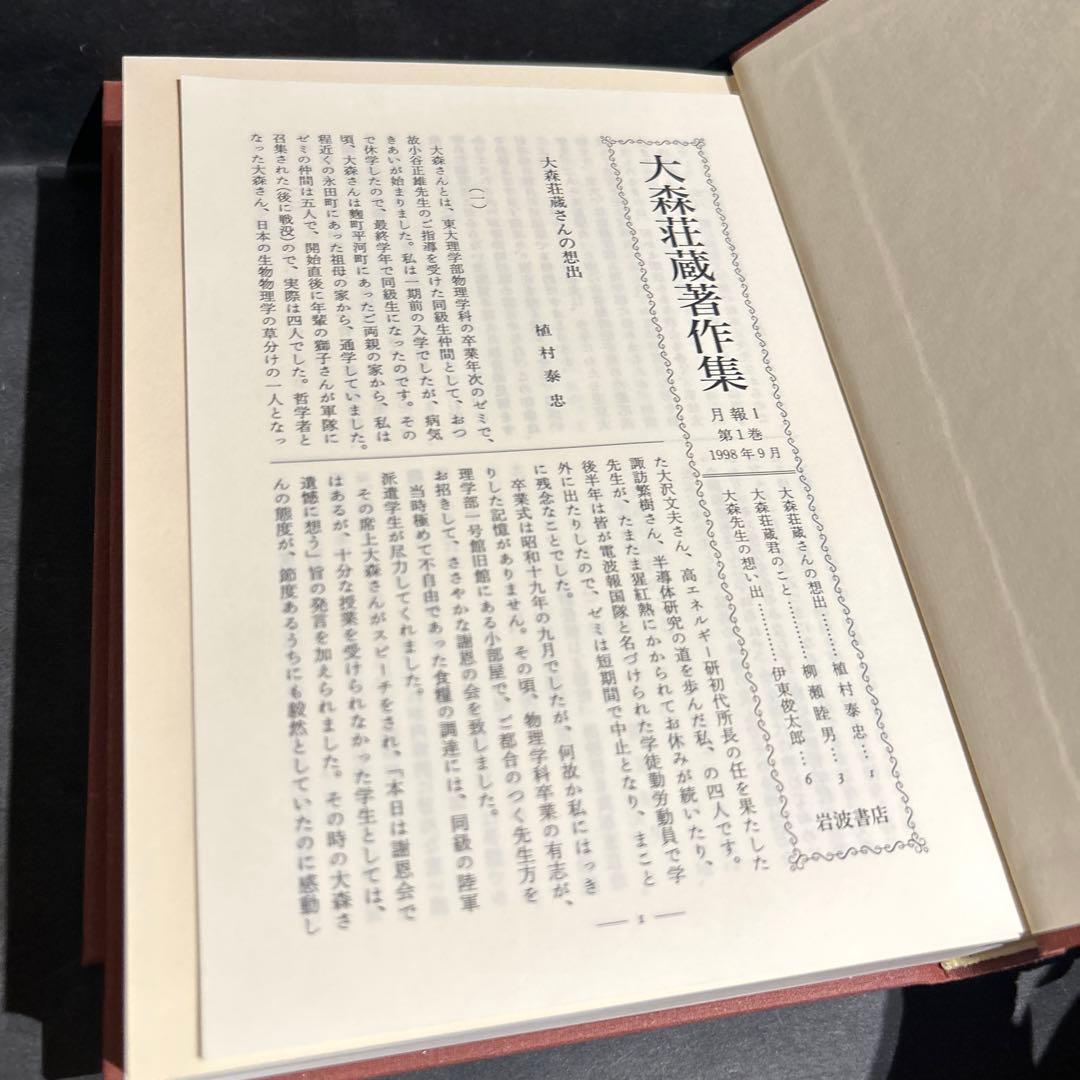 大森荘蔵著作集
月報1
第1巻
1998年9月
大森荘蔵さんの想出………植村泰忠…1
大森荘蔵君のこと…………柳瀬睦男…3
大森先生の想い出…………伊東俊太郎…6
岩波書店
大森荘蔵さんの想出
植村泰忠
(一)
大森さんとは、東大理学部物理学科の卒業年次のゼミで、
故小谷正雄先生のご指導を受けた同級生仲間として、おつ
きあいが始まりました。私は一期前の入学でしたが、病気
で休学したので、最終学年で同級生になったのです。その
頃、大森さんは麴町平河町にあったご両親の家から、私は
程近くの永田町にあった祖母の家から、通学していました。
ゼミの仲間は五人で、開始直後に年輩の獅子さんが軍隊に
召集された(後に戦没)ので、実際は四人でした。哲学者と
なった大森さん、日本の生物物理学の草分けの一人となっ
た大沢文夫さん、高エネルギー研初代所長の任を果たした
諏訪繁樹さん、半導体研究の道を歩んだ私、の四人です。
先生が、たまたま猩紅熱にかかられてお休みが続いたり、
後半年は皆が電波報国隊と名づけられた学徒勤労動員で学
外に出たりしたので、ゼミは短期間で中止となり、まこと
に残念なことでした。
卒業式は昭和十九年の九月でしたが、何故か私にはっき
りした記憶がありません。その頃、物理学科卒業の有志が、
理学部一号館旧館にある小部屋で、ご都合のつく先生方を
お招きして、ささやかな謝恩の会を致しました。
当時極めて不自由であった食糧の調達には、同級の陸軍
派遣学生が尽力してくれました。
その席上大森さんがスピーチをされ、「本日は謝恩会で
はあるが、十分な授業を受けられなかった学生としては、
遺憾に想う」旨の発言を加えられました。その時の大森さ
んの態度が、節度あるうちにも毅然としていたのに感動し
— 1 —